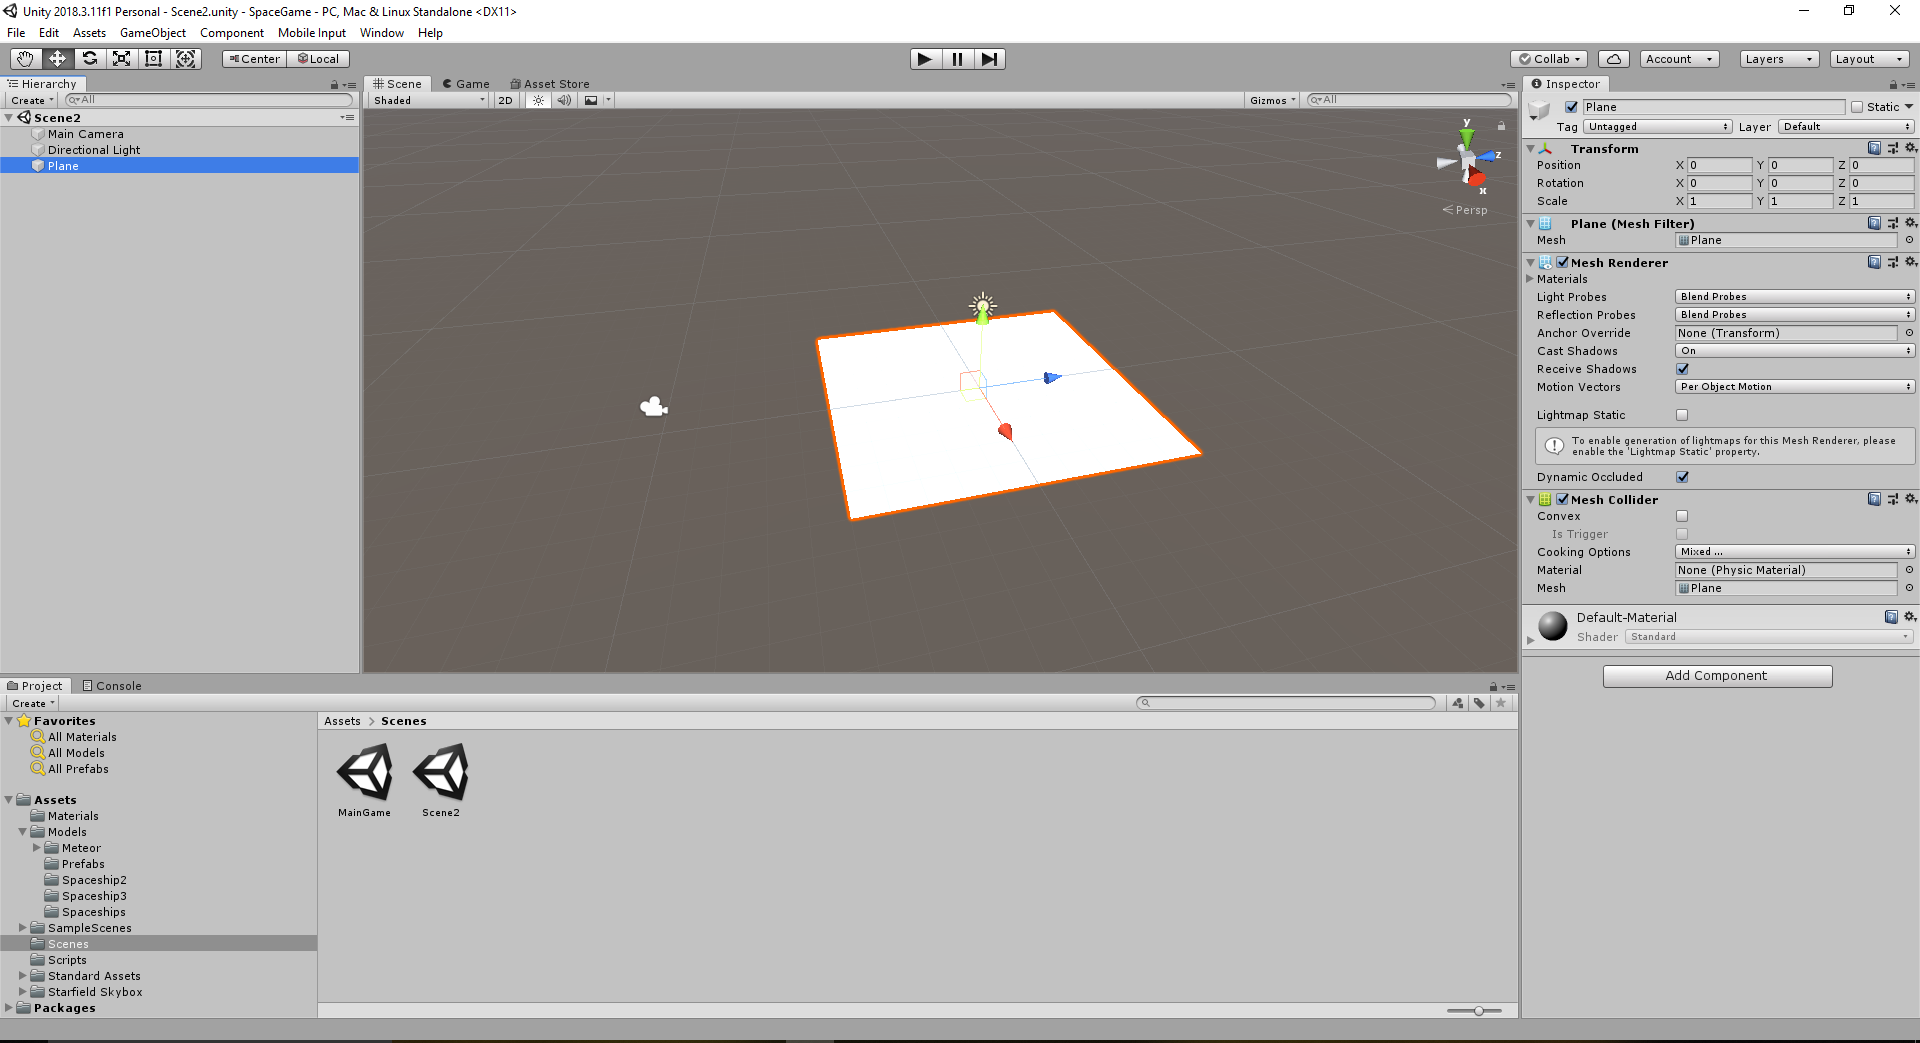 Unity 2018.3.11f1 Personal - Scene2.unity - SpaceGame - PC, Mac & Linux Standalone <DX11>
File Edit Assets GameObject Component Mobile Input Window Help
Center Local Collab Account Layers Layout
Hierarchy
Create All
Scene2
Main Camera
Directional Light
Plane
Scene Game Asset Store
Shaded 2D Gizmos All
y
z
x
Persp
Inspector
Plane Static
Tag Untagged Layer Default
Transform
Position X 0 Y 0 Z 0
Rotation X 0 Y 0 Z 0
Scale X 1 Y 1 Z 1
Plane (Mesh Filter)
Mesh Plane
Mesh Renderer
Materials
Light Probes Blend Probes
Reflection Probes Blend Probes
Anchor Override None (Transform)
Cast Shadows On
Receive Shadows
Motion Vectors Per Object Motion
Lightmap Static
To enable generation of lightmaps for this Mesh Renderer, please
enable the 'Lightmap Static' property.
Dynamic Occluded
Mesh Collider
Convex
Is Trigger
Cooking Options Mixed ...
Material None (Physic Material)
Mesh Plane
Default-Material
Shader Standard
Add Component
Project Console
Create
Favorites
All Materials
All Models
All Prefabs
Assets
Materials
Models
Meteor
Prefabs
Spaceship2
Spaceship3
Spaceships
SampleScenes
Scenes
Scripts
Standard Assets
Starfield Skybox
Packages
Assets > Scenes
MainGame Scene2